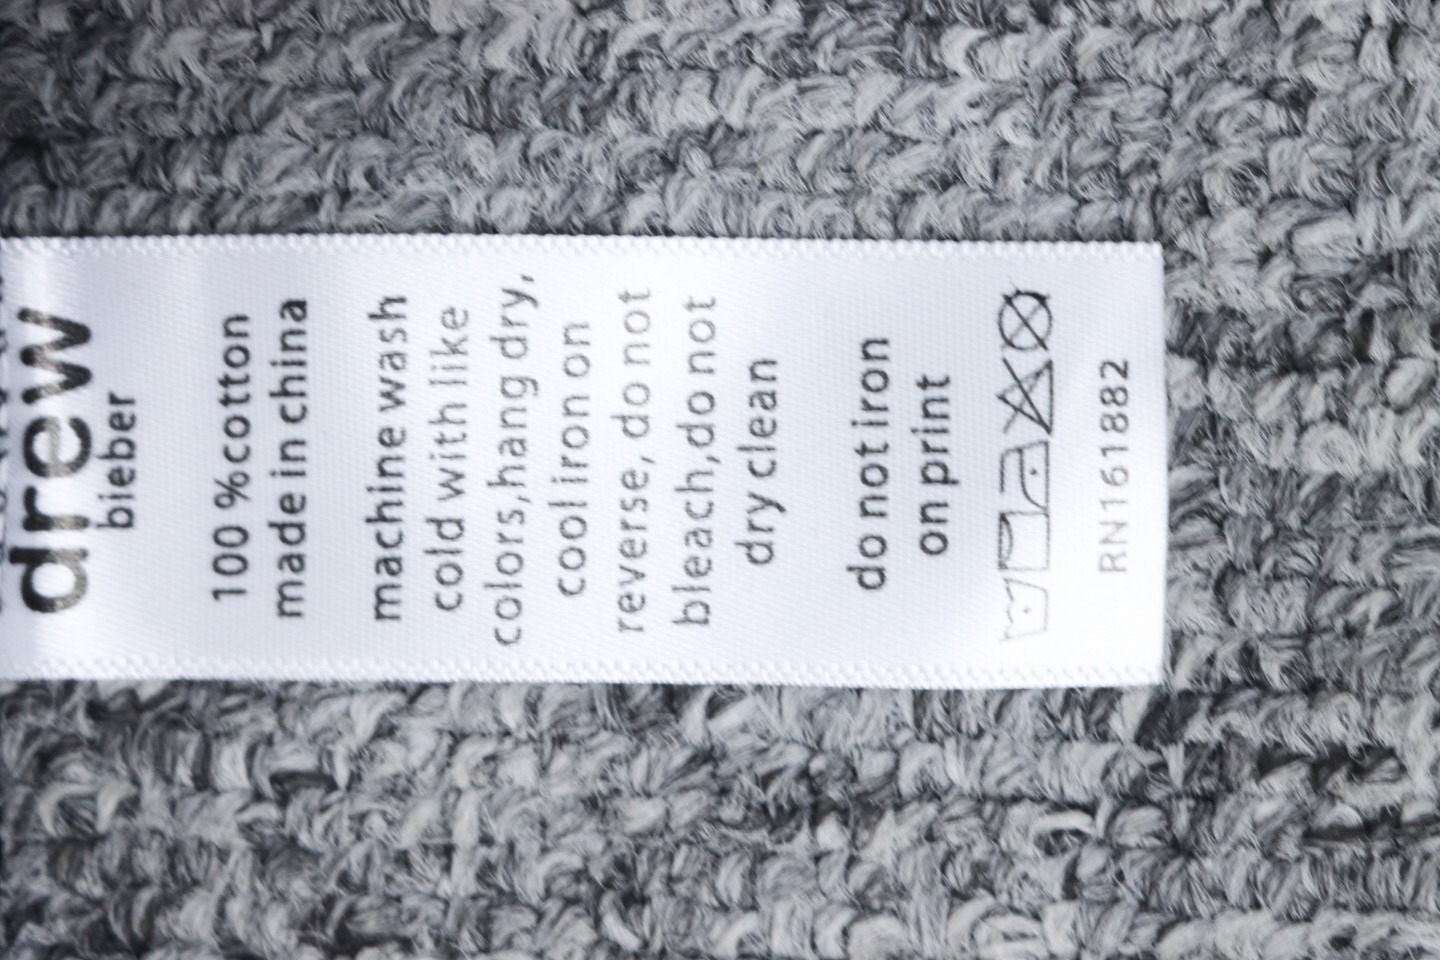 drew
bieber
100 %cotton
made in china
machine wash
cold with like
colors,hang dry,
cool iron on
reverse, do not
bleach,do not
dry clean
do not iron
on print
RN161882